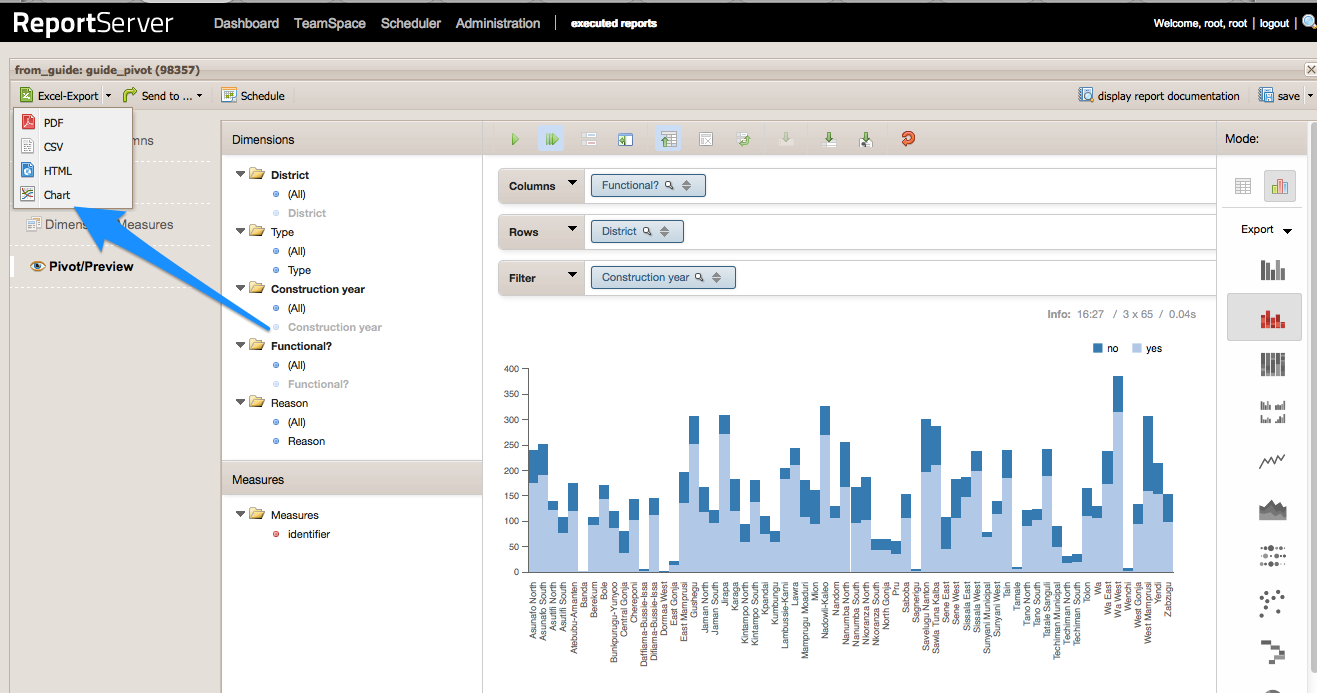 ReportServer Dashboard TeamSpace Scheduler Administration executed reports Welcome, root, root | logout |
from_guide: guide_pivot (98357)
Excel-Export Send to ... Schedule display report documentation save
PDF
CSV
HTML
Chart
mns
Dimen Measures
Pivot/Preview
Dimensions
District
(All)
District
Type
(All)
Type
Construction year
(All)
Construction year
Functional?
(All)
Functional?
Reason
(All)
Reason
Measures
Measures
identifier
Columns Functional?
Rows District
Filter Construction year
Info: 16:27 / 3 x 65 / 0.04s
no yes
400
350
300
250
200
150
100
50
0
Asunafo North
Asunafo South
Asutifi North
Asutifi South
Atebubu-Amanten
Banda
Berekum
Bole
Bunkpurugu-Yunyoo
Central Gonja
Chereponi
Daffiama-Bussie-Issa
Difiama-Bussie-Issa
Dormaa West
East Gonja
East Mamprusi
Gushegu
Jaman North
Jaman South
Jirapa
Karaga
Kintampo North
Kintampo South
Kpandai
Kumbungu
Lambussie-Karni
Lawra
Mamprugu Moaduri
Mion
Nadowli-Kaleo
Nandom
Nanumba North
Nanumba South
Nkoranza North
Nkoranza South
North Gonja
Pru
Saboba
Sagnerigu
Savelugu Nanton
Sawla Tuna Kalba
Sene East
Sene West
Sissala East
Sissala West
Sunyani Municipal
Sunyani West
Tain
Tamale
Tano North
Tano South
Tatale Sanguli
Techiman Municipal
Techiman North
Techiman South
Tolon
Wa
Wa East
Wa West
Wenchi
West Gonja
West Mamprusi
Yendi
Zabzugu
Mode:
Export